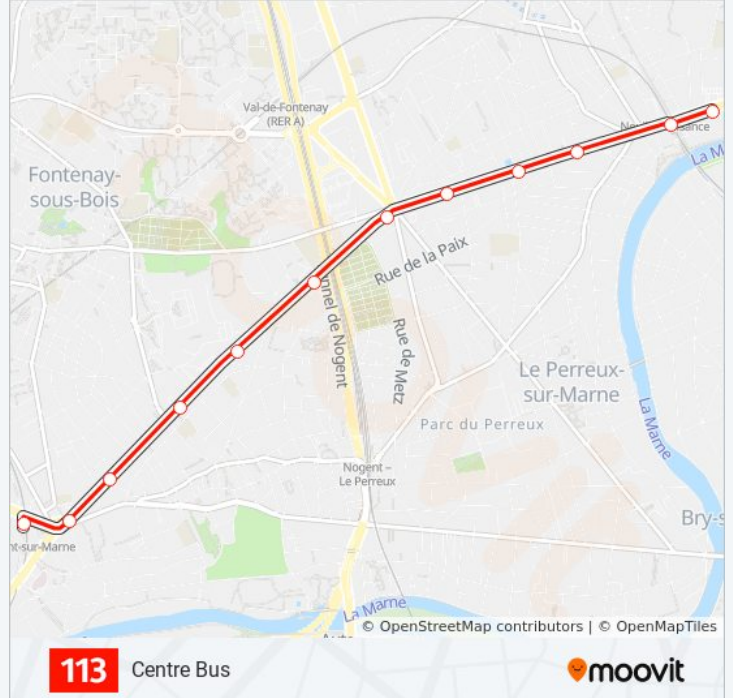 Val-de-Fontenay
(RER A)
Fontenay-
sous-Bois
La M
Rue de la Paix
nnel de Nogent
Rue de Metz
Le Perreux-
sur-Marne
Parc du Perreux
La Marne
Nogent –
Le Perreux
Bry-s
nt-sur-Marne
La Marne
© OpenStreetMap contributors | © OpenMapTiles
113
Centre Bus
moovit